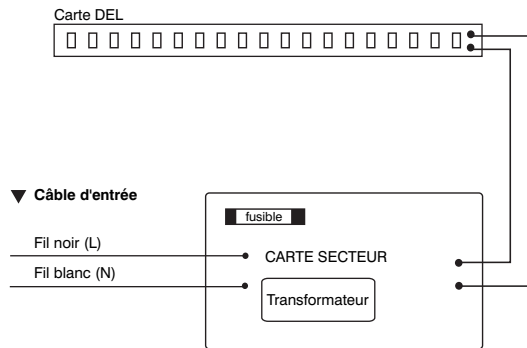 Carte DEL
▼ Câble d'entrée
fusible
Fil noir (L)
CARTE SECTEUR
Fil blanc (N)
Transformateur